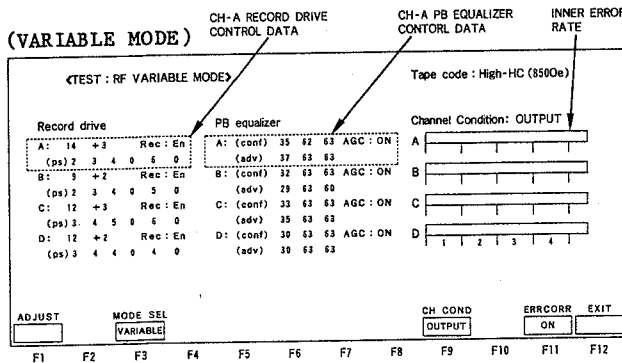 (VARIABLE MODE)
CH-A RECORD DRIVE
CONTROL DATA
CH-A PB EQUALIZER
CONTORL DATA
INNER ERROR
RATE
<TEST : RF VARIABLE MODE>
Tape code : High-HC (850Oe)
Record drive
PB equalizer
Channel Condition: OUTPUT
A: 14 +3 Rec : En
(ps) 2 3 4 0 6 0
B: 9 +2 Rec : En
(ps) 2 3 4 0 5 0
C: 12 +3 Rec : En
(ps) 3 4 5 0 6 0
D: 12 +2 Rec : En
(ps) 3 4 4 0 4 0
A: (conf) 35 62 63 AGC : ON
(adv) 37 63 63
B: (conf) 32 63 63 AGC : ON
(adv) 29 63 60
C: (conf) 33 63 63 AGC : ON
(adv) 35 63 63
D: (conf) 30 63 63 AGC : ON
(adv) 30 63 63
A
B
C
D
1 2 3 4
ADJUST
MODE SEL
VARIABLE
CH COND
OUTPUT
ERRCORR
ON
EXIT
F1 F2 F3 F4 F5 F6 F7 F8 F9 F10 F11 F12